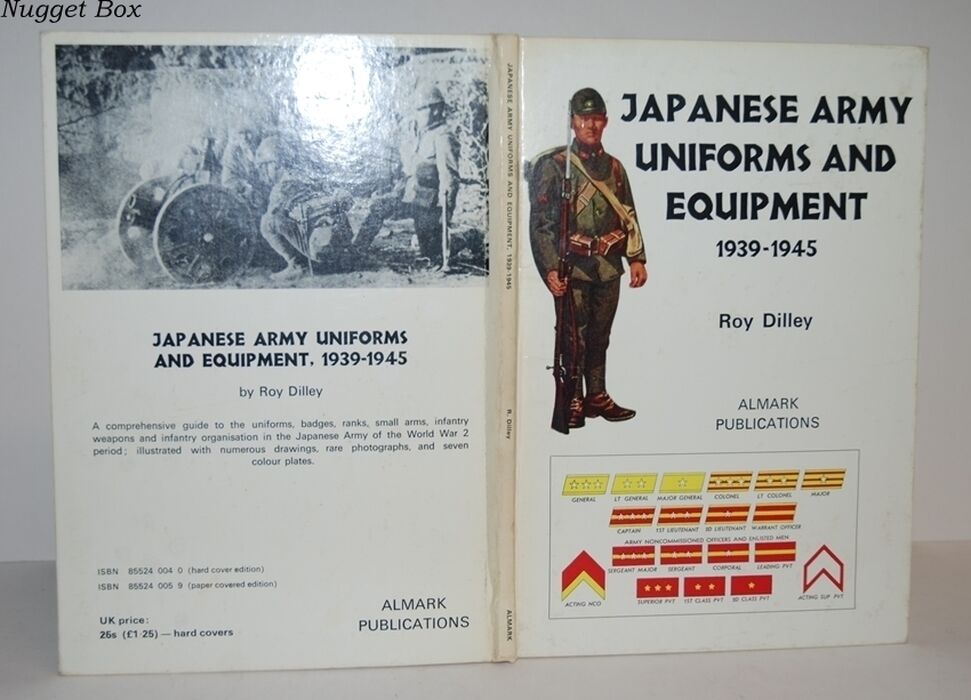 Nugget Box
JAPANESE ARMY UNIFORMS
AND EQUIPMENT, 1939-1945
by Roy Dilley
A comprehensive guide to the uniforms, badges, ranks, small arms, infantry
weapons and infantry organisation in the Japanese Army of the World War 2
period; illustrated with numerous drawings, rare photographs, and seven
colour plates.
ISBN 85524 004 0 (hard cover edition)
ISBN 85524 005 9 (paper covered edition)
UK price:
26s (£1·25) — hard covers
ALMARK
PUBLICATIONS
JAPANESE ARMY UNIFORMS AND EQUIPMENT, 1939-1945
R. Dilley
ALMARK
JAPANESE ARMY
UNIFORMS AND
EQUIPMENT
1939-1945
Roy Dilley
ALMARK
PUBLICATIONS
GENERAL LT GENERAL MAJOR GENERAL COLONEL LT COLONEL MAJOR
CAPTAIN 1ST LIEUTENANT 2D LIEUTENANT WARRANT OFFICER
ARMY NONCOMMISSIONED OFFICERS AND ENLISTED MEN
SERGEANT MAJOR SERGEANT CORPORAL LEADING PVT
ACTING NCO SUPERIOR PVT 1ST CLASS PVT 2D CLASS PVT ACTING SUP PVT